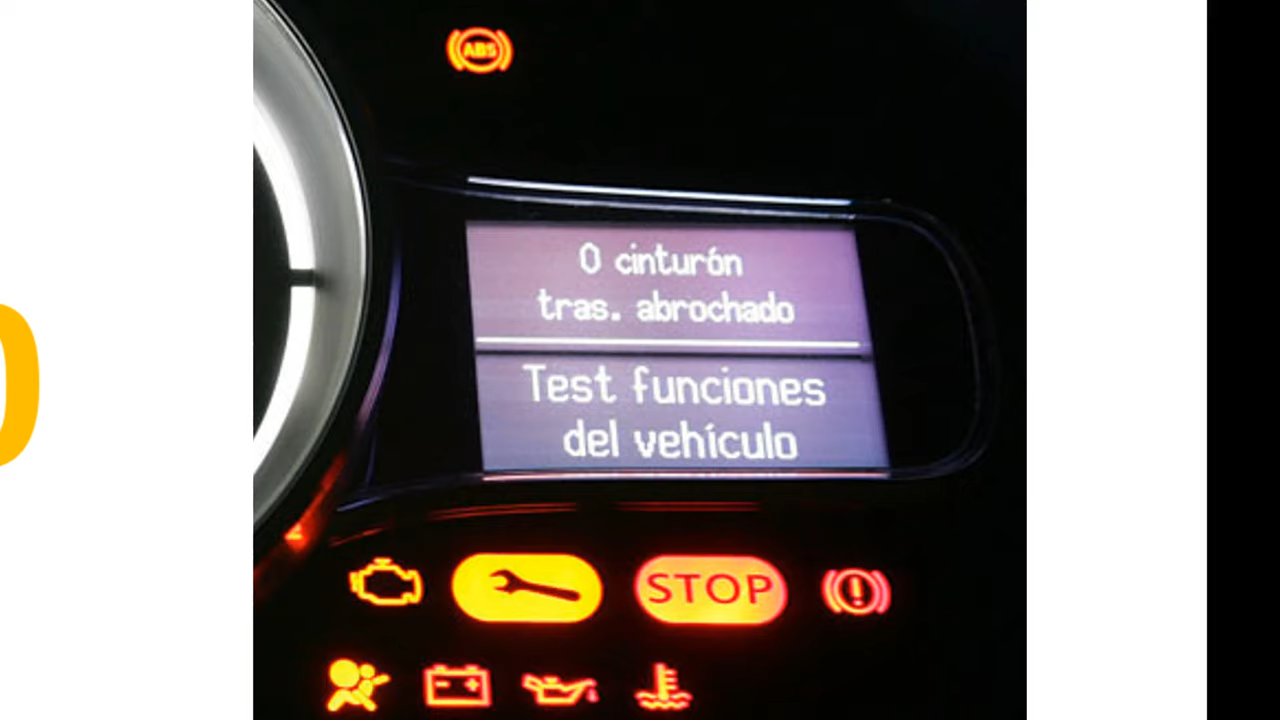 ABS
0 cinturón
tras. abrochado
Test funciones
del vehículo
STOP